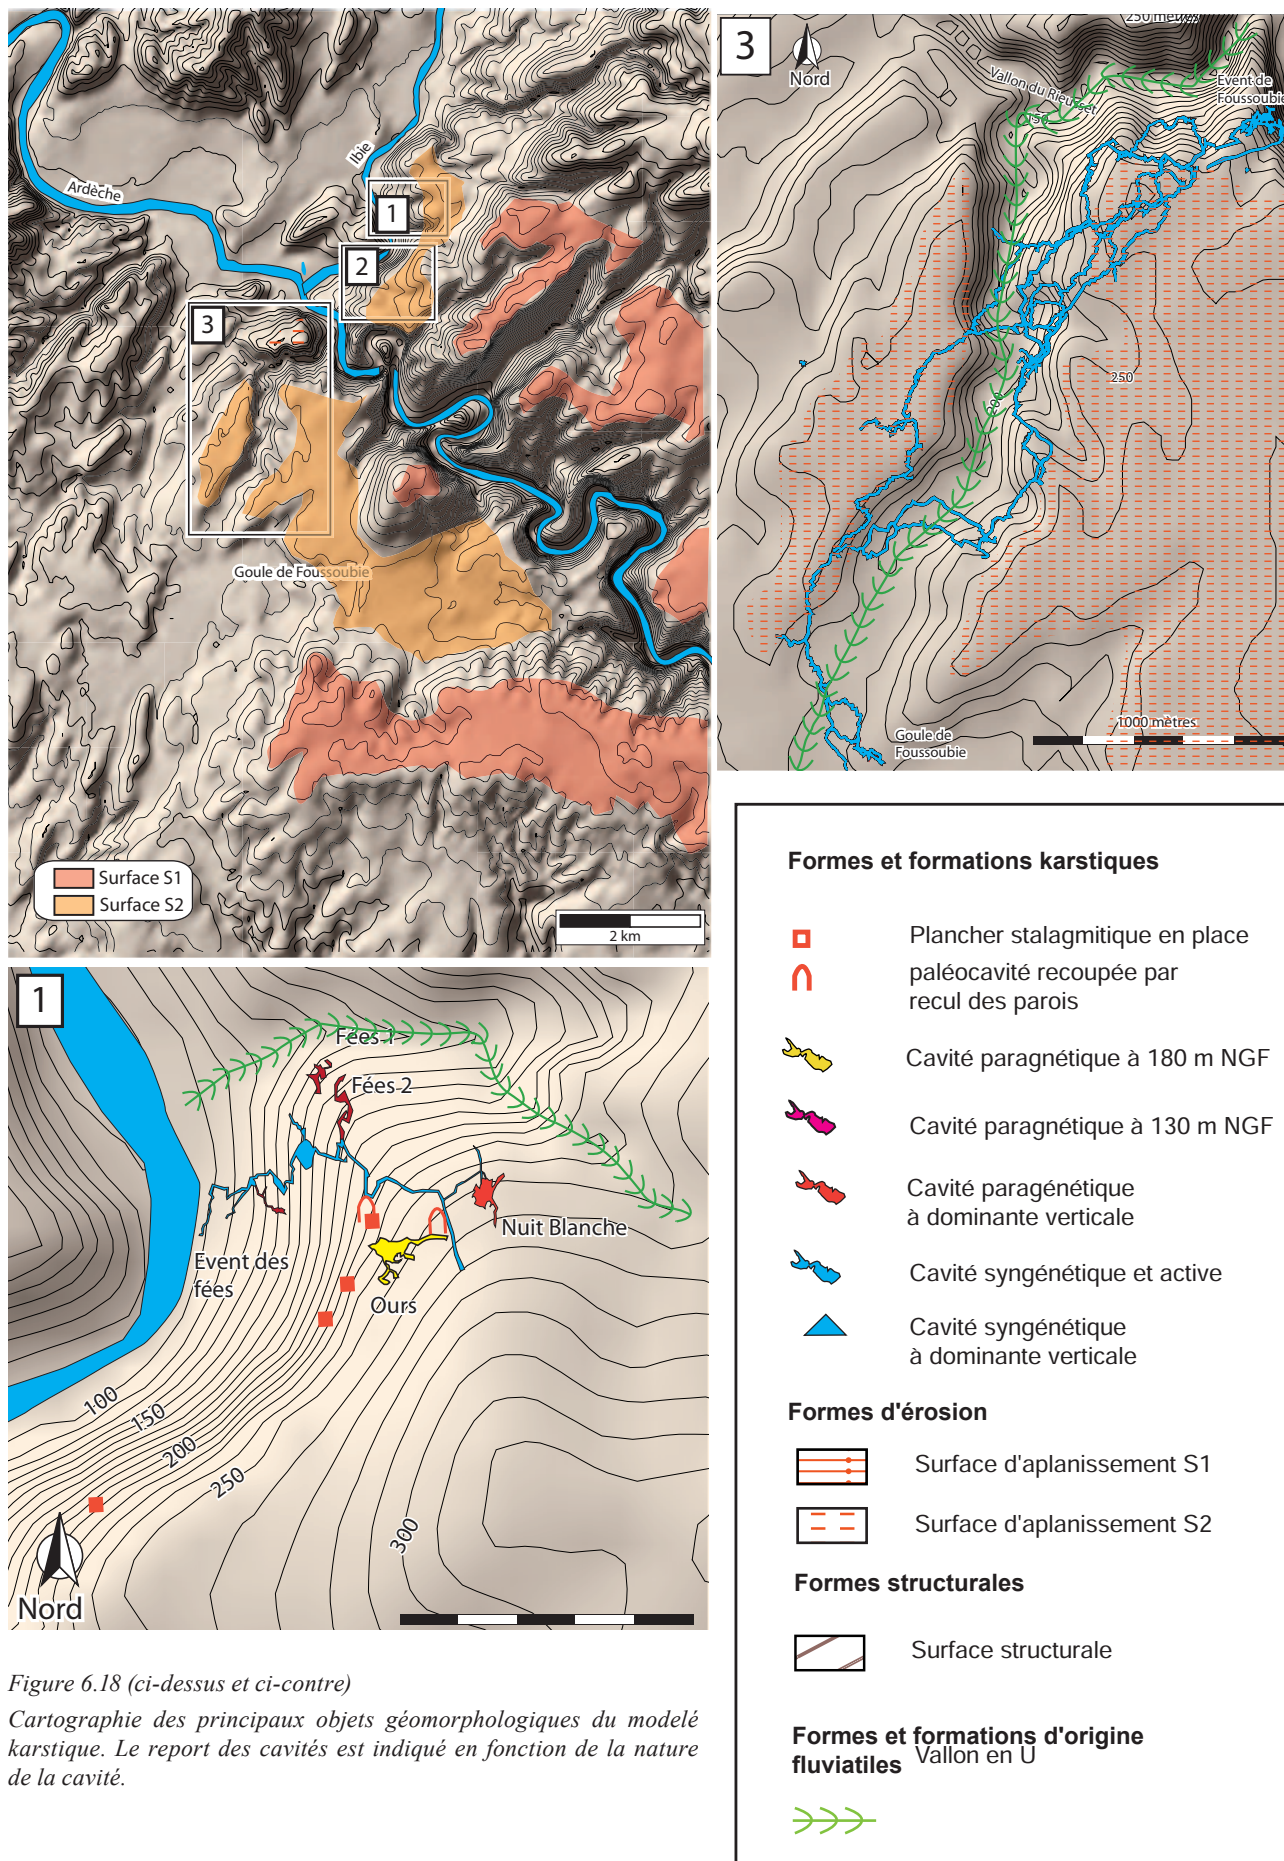 Ardèche
Ibie
1
2
3
Goule de Foussoubie
Surface S1
Surface S2
2 km
3
Nord
250 mètres
Vallon du Rieusset
150
Event de
Foussoubie
250
200
1000 mètres
Goule de
Foussoubie
1
Fées 1
Fées 2
Nuit Blanche
Event des
fées
Ours
100
150
200
250
300
Nord
Figure 6.18 (ci-dessus et ci-contre)
Cartographie des principaux objets géomorphologiques du modelé
karstique. Le report des cavités est indiqué en fonction de la nature
de la cavité.
Formes et formations karstiques
Plancher stalagmitique en place
paléocavité recoupée par
recul des parois
Cavité paragnétique à 180 m NGF
Cavité paragnétique à 130 m NGF
Cavité paragénétique
à dominante verticale
Cavité syngénétique et active
Cavité syngénétique
à dominante verticale
Formes d'érosion
Surface d'aplanissement S1
Surface d'aplanissement S2
Formes structurales
Surface structurale
Formes et formations d'origine
fluviatiles
Vallon en U